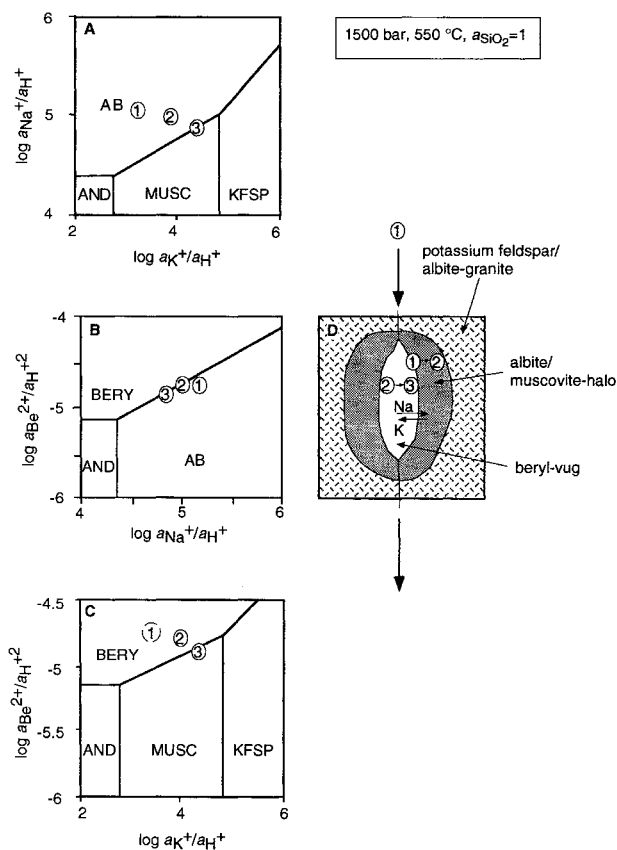 1500 bar, 550 °C, aSiO2=1
A
log aNa+/aH+
6
5
4
AB
①
②
③
AND
MUSC
KFSP
2
4
6
log aK+/aH+
B
log aBe2+/aH+2
-4
-5
-6
BERY
③
②
①
AND
AB
4
5
6
log aNa+/aH+
①
potassium feldspar/
albite-granite
D
①
②
albite/
muscovite-halo
②
③
Na
K
beryl-vug
C
log aBe2+/aH+2
-4.5
-5
-5.5
-6
①
②
③
BERY
AND
MUSC
KFSP
2
4
6
log aK+/aH+